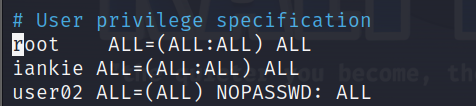 # User privilege specification
root    ALL=(ALL:ALL) ALL
iankie ALL=(ALL:ALL) ALL
user02 ALL=(ALL) NOPASSWD: ALL